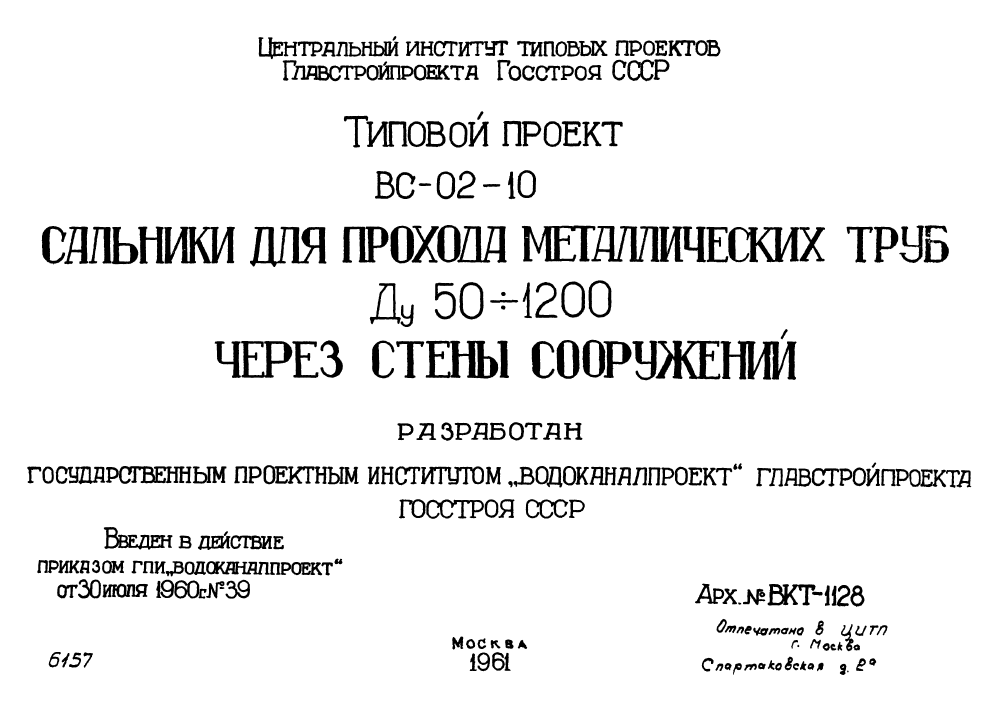 Центральный институт типовых проектов
Главстройпроекта Госстроя СССР
Типовой проект
ВС-02-10
САЛЬНИКИ ДЛЯ ПРОХОДА МЕТАЛЛИЧЕСКИХ ТРУБ
Ду 50÷1200
ЧЕРЕЗ СТЕНЫ СООРУЖЕНИЙ
РАЗРАБОТАН
ГОСУДАРСТВЕННЫМ ПРОЕКТНЫМ ИНСТИТУТОМ „ВОДОКАНАЛПРОЕКТ“ ГЛАВСТРОЙПРОЕКТА
ГОССТРОЯ СССР
Введен в действие
приказом ГПИ „Водоканалпроект“
от 30 июля 1960г. №39
Арх. № ВКТ-1128
Отпечатано в ЦИТП
г. Москва
Спартаковская д. 2а
6157
Москва
1961